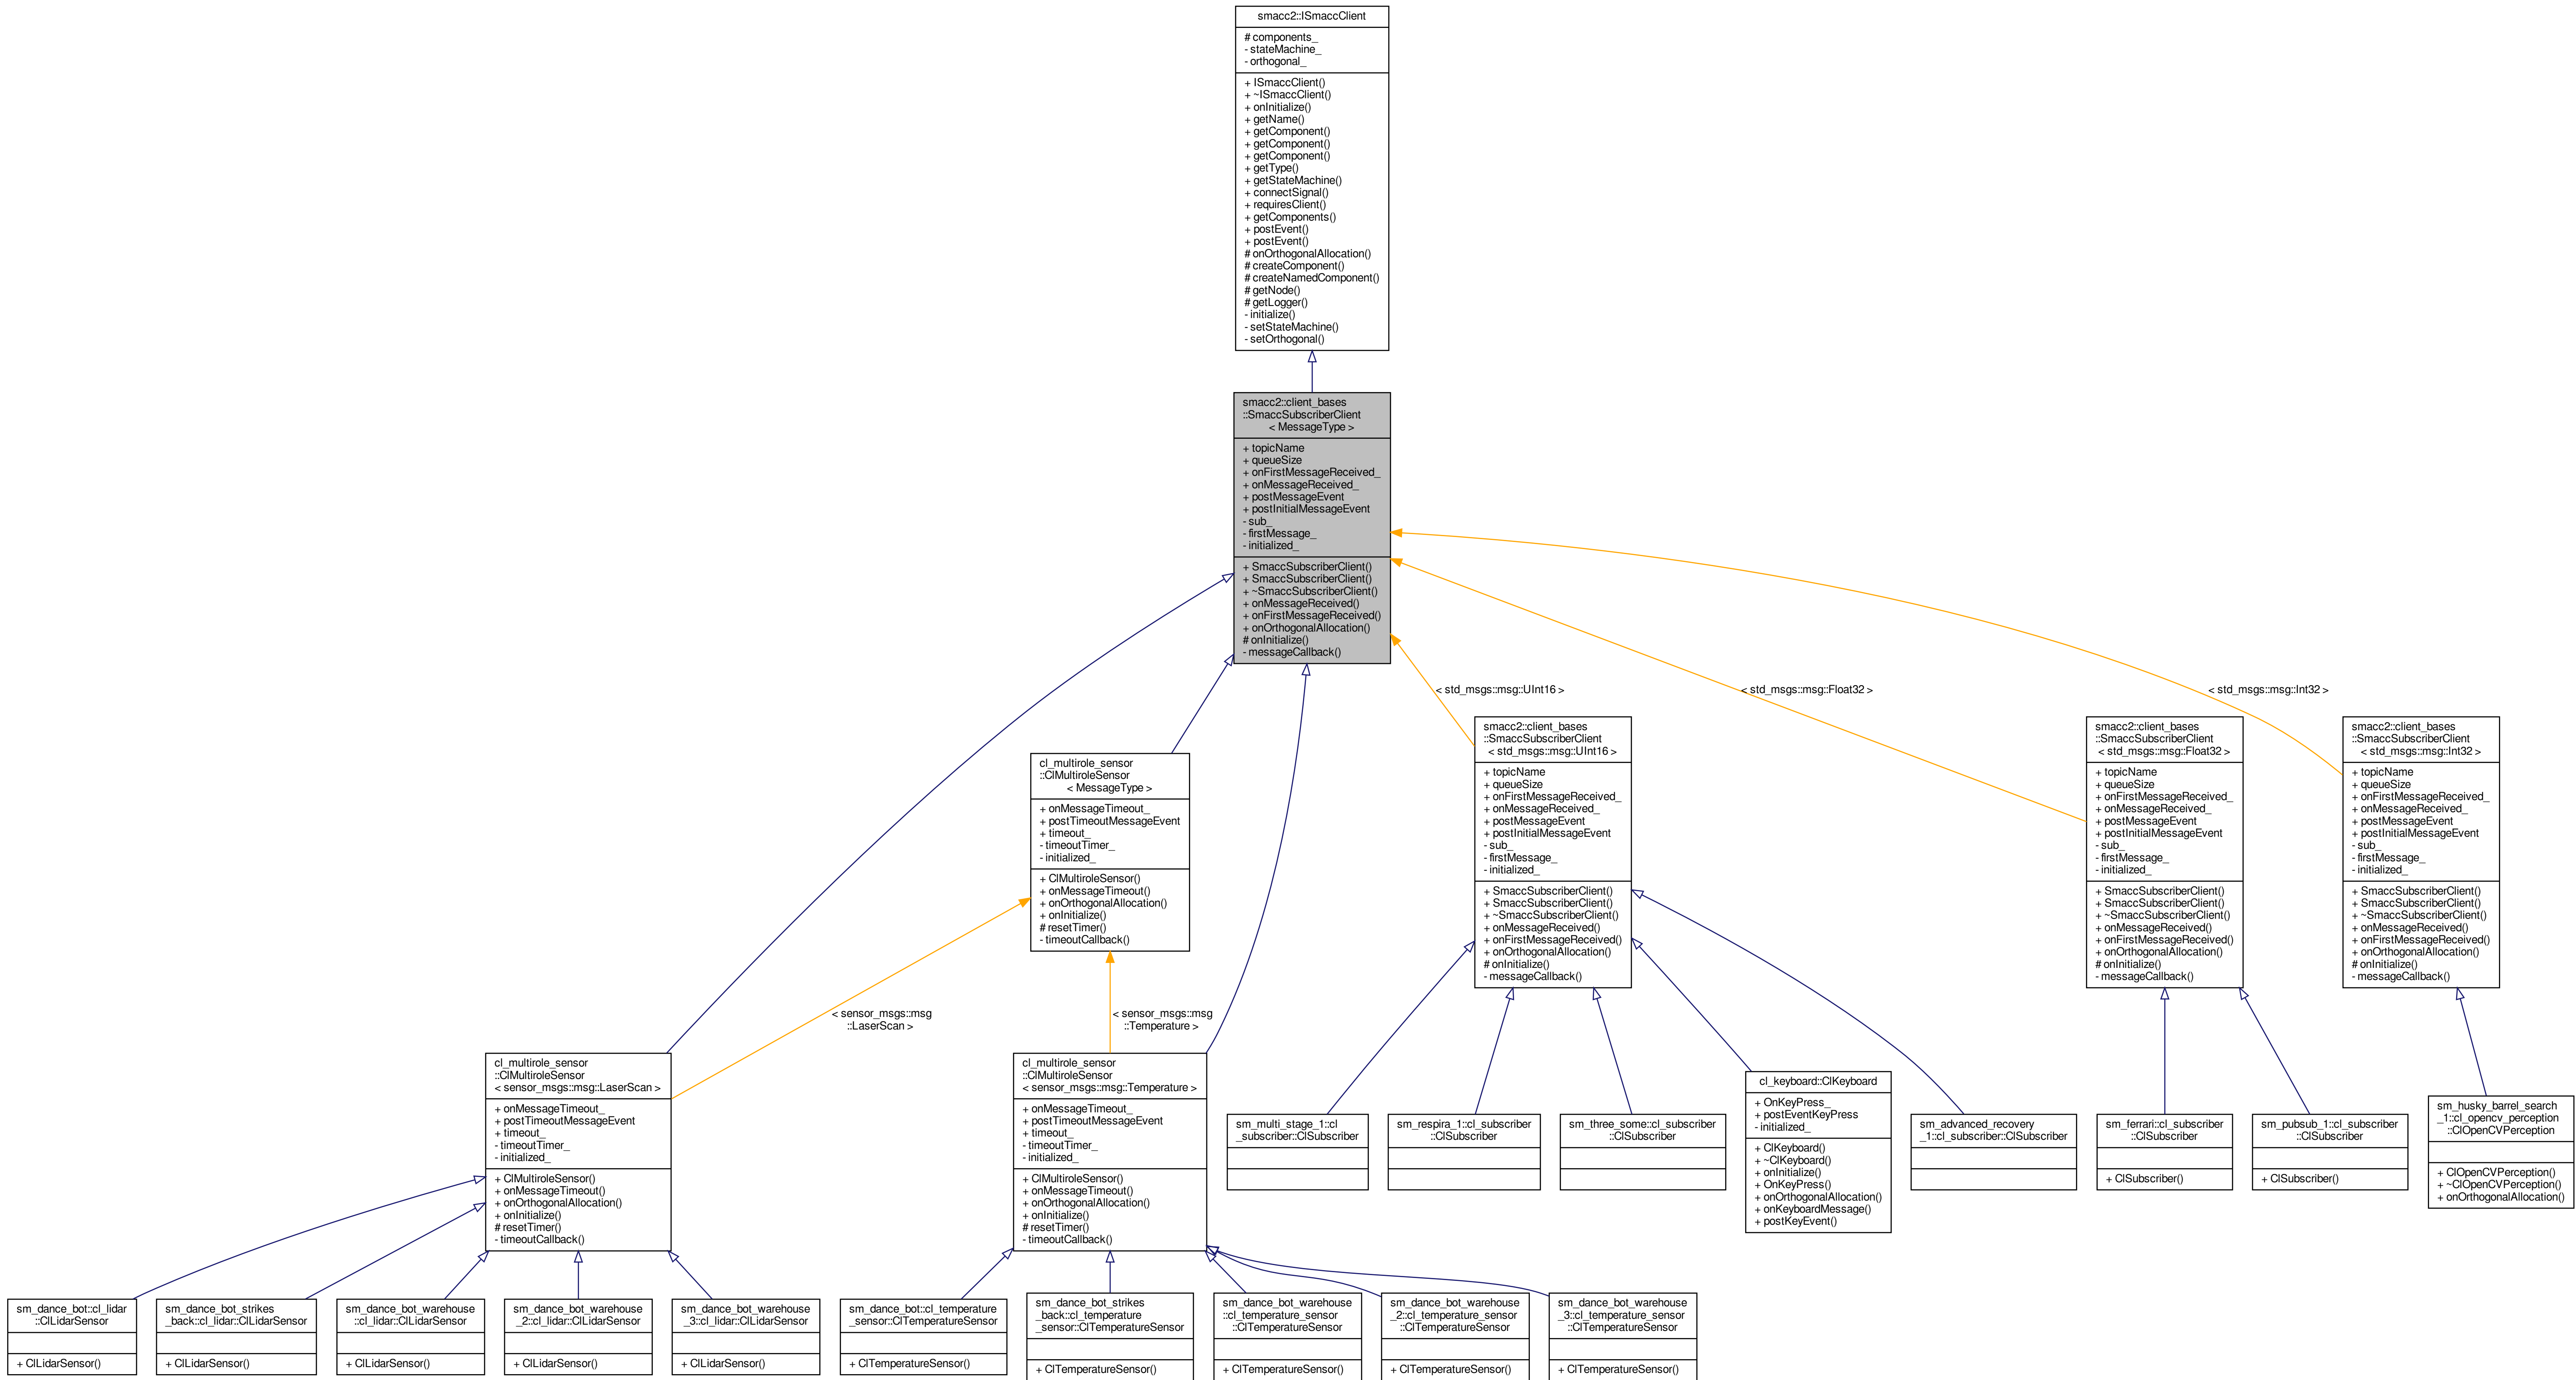 smacc2::ISmaccClient
# components_
- stateMachine_
- orthogonal_
+ ISmaccClient()
+ ~ISmaccClient()
+ onInitialize()
+ getName()
+ getComponent()
+ getComponent()
+ getComponent()
+ getType()
+ getStateMachine()
+ connectSignal()
+ requiresClient()
+ getComponents()
+ postEvent()
+ postEvent()
# onOrthogonalAllocation()
# createComponent()
# createNamedComponent()
# getNode()
# getLogger()
- initialize()
- setStateMachine()
- setOrthogonal()
smacc2::client_bases
::SmaccSubscriberClient
< MessageType >
+ topicName
+ queueSize
+ onFirstMessageReceived_
+ onMessageReceived_
+ postMessageEvent
+ postInitialMessageEvent
- sub_
- firstMessage_
- initialized_
+ SmaccSubscriberClient()
+ SmaccSubscriberClient()
+ ~SmaccSubscriberClient()
+ onMessageReceived()
+ onFirstMessageReceived()
+ onOrthogonalAllocation()
# onInitialize()
- messageCallback()
< std_msgs::msg::UInt16 >
< std_msgs::msg::Float32 >
< std_msgs::msg::Int32 >
cl_multirole_sensor
::ClMultiroleSensor
< MessageType >
+ onMessageTimeout_
+ postTimeoutMessageEvent
+ timeout_
- timeoutTimer_
- initialized_
+ ClMultiroleSensor()
+ onMessageTimeout()
+ onOrthogonalAllocation()
+ onInitialize()
# resetTimer()
- timeoutCallback()
smacc2::client_bases
::SmaccSubscriberClient
< std_msgs::msg::UInt16 >
+ topicName
+ queueSize
+ onFirstMessageReceived_
+ onMessageReceived_
+ postMessageEvent
+ postInitialMessageEvent
- sub_
- firstMessage_
- initialized_
+ SmaccSubscriberClient()
+ SmaccSubscriberClient()
+ ~SmaccSubscriberClient()
+ onMessageReceived()
+ onFirstMessageReceived()
+ onOrthogonalAllocation()
# onInitialize()
- messageCallback()
smacc2::client_bases
::SmaccSubscriberClient
< std_msgs::msg::Float32 >
+ topicName
+ queueSize
+ onFirstMessageReceived_
+ onMessageReceived_
+ postMessageEvent
+ postInitialMessageEvent
- sub_
- firstMessage_
- initialized_
+ SmaccSubscriberClient()
+ SmaccSubscriberClient()
+ ~SmaccSubscriberClient()
+ onMessageReceived()
+ onFirstMessageReceived()
+ onOrthogonalAllocation()
# onInitialize()
- messageCallback()
smacc2::client_bases
::SmaccSubscriberClient
< std_msgs::msg::Int32 >
+ topicName
+ queueSize
+ onFirstMessageReceived_
+ onMessageReceived_
+ postMessageEvent
+ postInitialMessageEvent
- sub_
- firstMessage_
- initialized_
+ SmaccSubscriberClient()
+ SmaccSubscriberClient()
+ ~SmaccSubscriberClient()
+ onMessageReceived()
+ onFirstMessageReceived()
+ onOrthogonalAllocation()
# onInitialize()
- messageCallback()
< sensor_msgs::msg
::LaserScan >
< sensor_msgs::msg
::Temperature >
cl_multirole_sensor
::ClMultiroleSensor
< sensor_msgs::msg::LaserScan >
+ onMessageTimeout_
+ postTimeoutMessageEvent
+ timeout_
- timeoutTimer_
- initialized_
+ ClMultiroleSensor()
+ onMessageTimeout()
+ onOrthogonalAllocation()
+ onInitialize()
# resetTimer()
- timeoutCallback()
cl_multirole_sensor
::ClMultiroleSensor
< sensor_msgs::msg::Temperature >
+ onMessageTimeout_
+ postTimeoutMessageEvent
+ timeout_
- timeoutTimer_
- initialized_
+ ClMultiroleSensor()
+ onMessageTimeout()
+ onOrthogonalAllocation()
+ onInitialize()
# resetTimer()
- timeoutCallback()
sm_multi_stage_1::cl
_subscriber::ClSubscriber
sm_respira_1::cl_subscriber
::ClSubscriber
sm_three_some::cl_subscriber
::ClSubscriber
cl_keyboard::ClKeyboard
+ OnKeyPress_
+ postEventKeyPress
- initialized_
+ ClKeyboard()
+ ~ClKeyboard()
+ onInitialize()
+ OnKeyPress()
+ onOrthogonalAllocation()
+ onKeyboardMessage()
+ postKeyEvent()
sm_advanced_recovery
_1::cl_subscriber::ClSubscriber
sm_ferrari::cl_subscriber
::ClSubscriber
+ ClSubscriber()
sm_pubsub_1::cl_subscriber
::ClSubscriber
+ ClSubscriber()
sm_husky_barrel_search
_1::cl_opencv_perception
::ClOpenCVPerception
+ ClOpenCVPerception()
+ ~ClOpenCVPerception()
+ onOrthogonalAllocation()
sm_dance_bot::cl_lidar
::ClLidarSensor
+ ClLidarSensor()
sm_dance_bot_strikes
_back::cl_lidar::ClLidarSensor
+ ClLidarSensor()
sm_dance_bot_warehouse
::cl_lidar::ClLidarSensor
+ ClLidarSensor()
sm_dance_bot_warehouse
_2::cl_lidar::ClLidarSensor
+ ClLidarSensor()
sm_dance_bot_warehouse
_3::cl_lidar::ClLidarSensor
+ ClLidarSensor()
sm_dance_bot::cl_temperature
_sensor::ClTemperatureSensor
+ ClTemperatureSensor()
sm_dance_bot_strikes
_back::cl_temperature
_sensor::ClTemperatureSensor
+ ClTemperatureSensor()
sm_dance_bot_warehouse
::cl_temperature_sensor
::ClTemperatureSensor
+ ClTemperatureSensor()
sm_dance_bot_warehouse
_2::cl_temperature_sensor
::ClTemperatureSensor
+ ClTemperatureSensor()
sm_dance_bot_warehouse
_3::cl_temperature_sensor
::ClTemperatureSensor
+ ClTemperatureSensor()